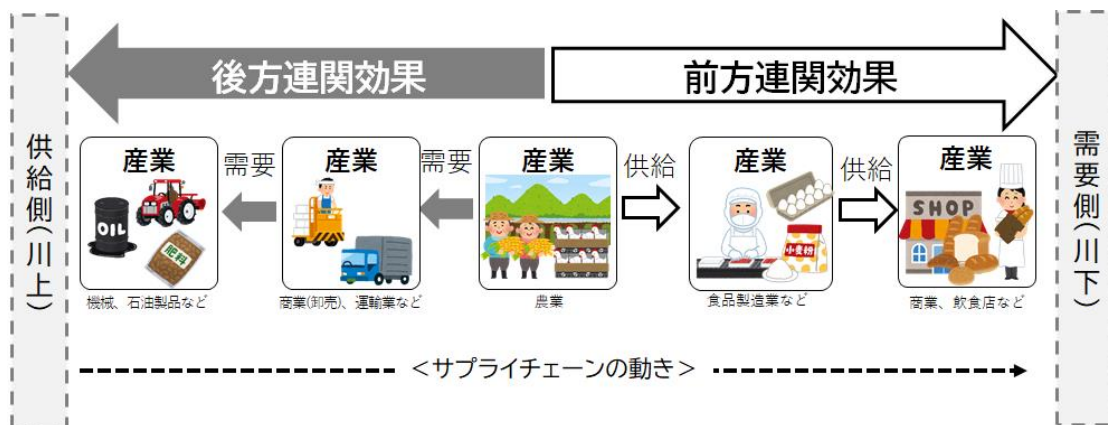 後方連関効果
前方連関効果
供給側(川上)
産業
需要
産業
需要
産業
供給
産業
供給
産業
OIL
肥料
小麦粉
SHOP
機械、石油製品など
商業(卸売)、運輸業など
農業
食品製造業など
商業、飲食店など
需要側(川下)
<サプライチェーンの動き>